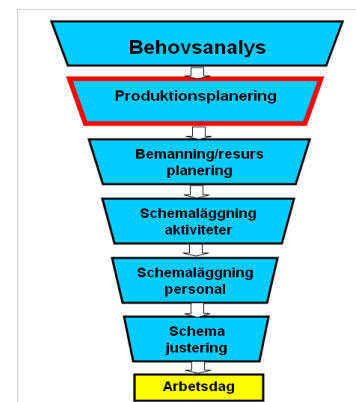 Behovsanalys
Produktionsplanering
Bemanning/resurs
planering
Schemaläggning
aktiviteter
Schemaläggning
personal
Schema
justering
Arbetsdag